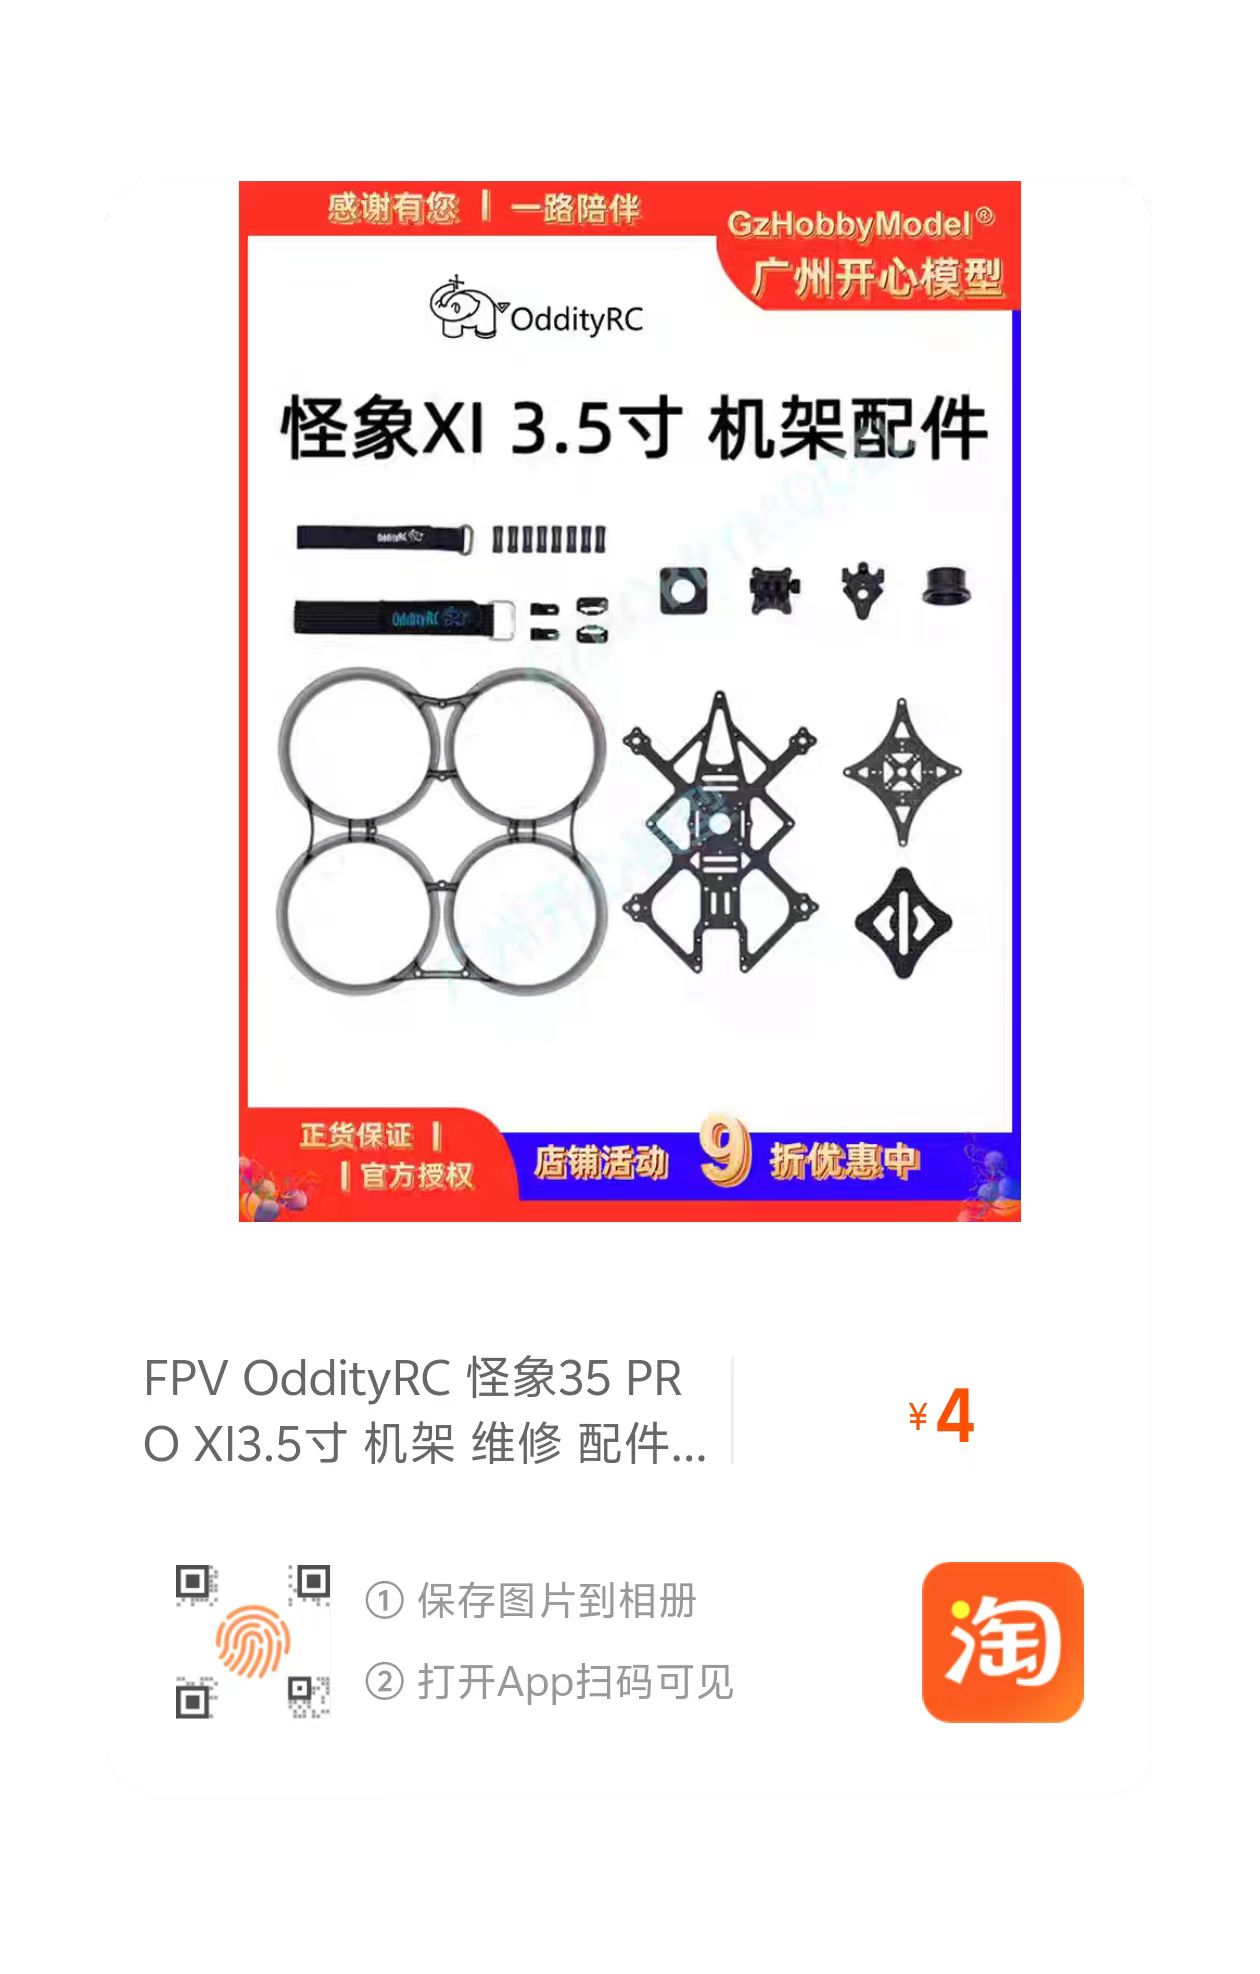 感谢有您 | 一路陪伴
GzHobbyModel®
广州开心模型
OddityRC
怪象XI 3.5寸 机架配件
OddityRC
OddityRC
正货保证 |
| 官方授权
店铺活动 9 折优惠中
FPV OddityRC 怪象35 PR
O XI3.5寸 机架 维修 配件...
¥4
① 保存图片到相册
② 打开App扫码可见
淘